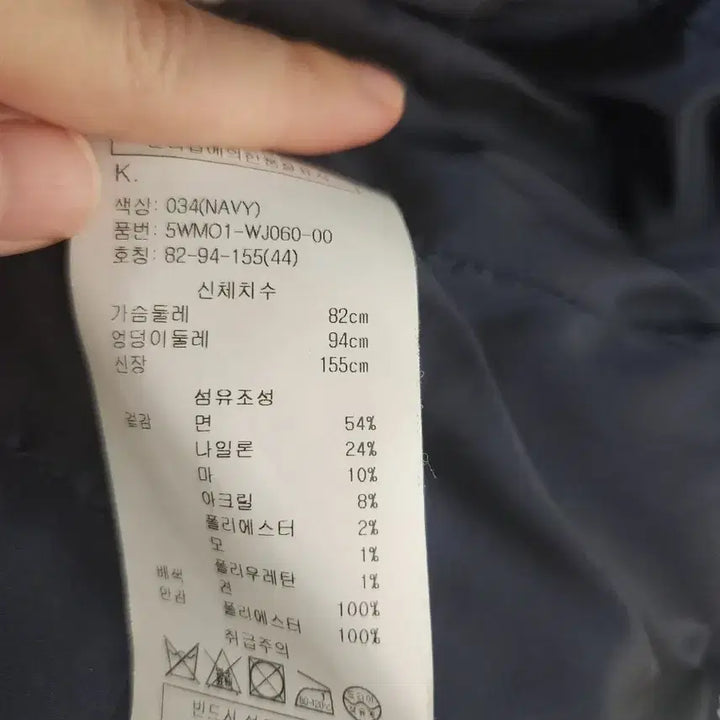 K.
색상: 034(NAVY)
품번: 5WMO1-WJ060-00
호칭: 82-94-155(44)
신체치수
가슴둘레 82cm
엉덩이둘레 94cm
신장 155cm
섬유조성
겉감 면 54%
나일론 24%
마 10%
아크릴 8%
폴리에스터 2%
모 1%
폴리우레탄 1%
배색 견 100%
안감 폴리에스터 100%
취급주의